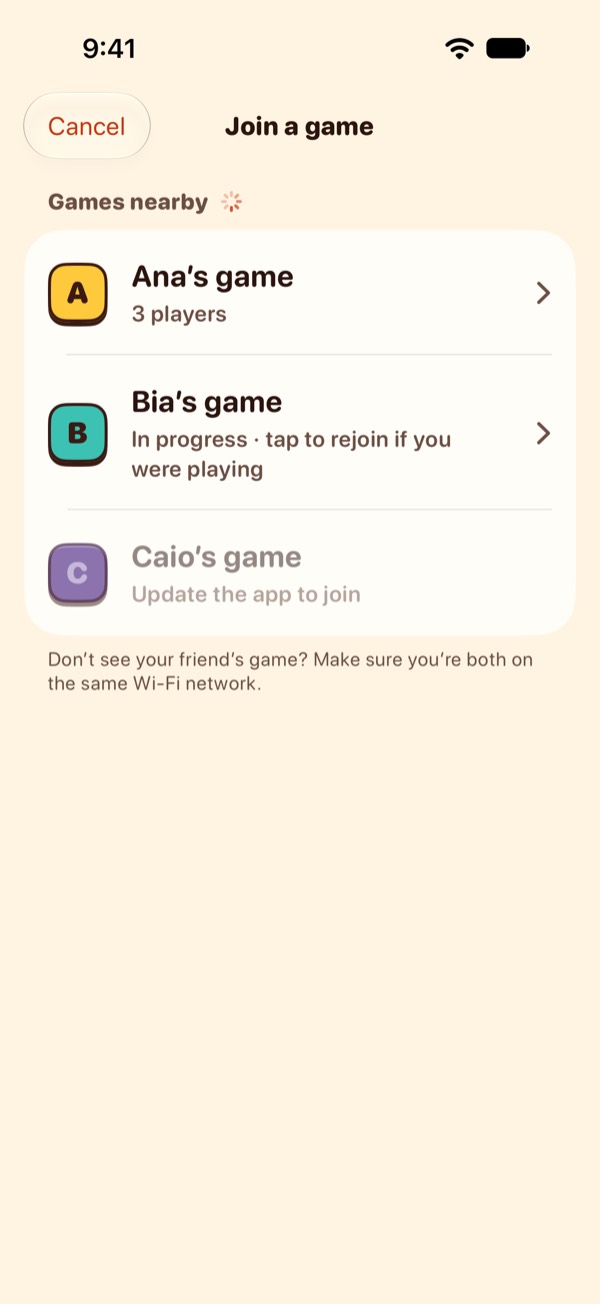 9:41
Cancel
Join a game
Games nearby
A
Ana’s game
3 players
B
Bia’s game
In progress · tap to rejoin if you
were playing
C
Caio’s game
Update the app to join
Don’t see your friend’s game? Make sure you’re both on
the same Wi-Fi network.